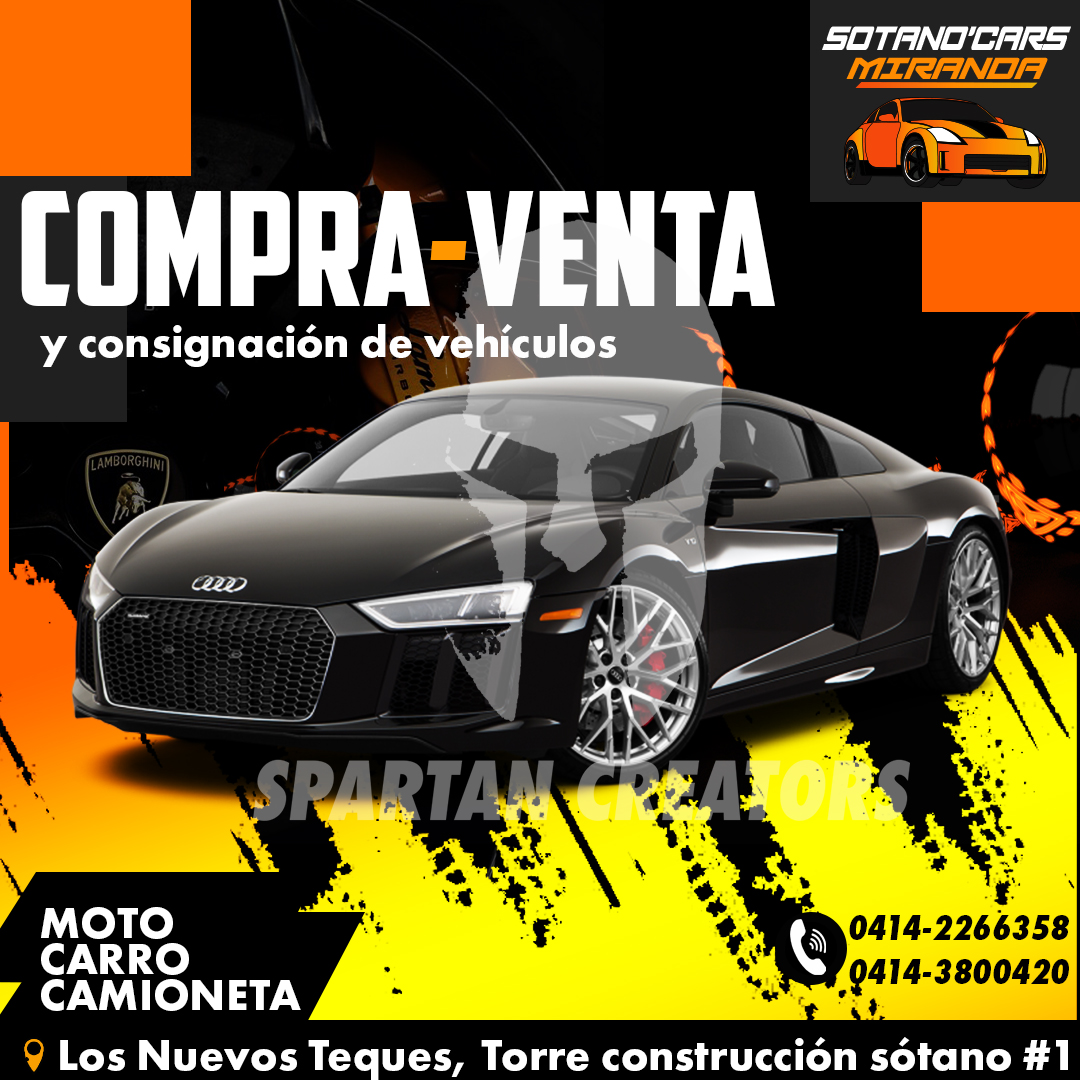 SOTANO'CARS
MIRANDA
COMPRA-VENTA
y consignación de vehículos
LAMBORGHINI
V10
SPARTAN CREATORS
MOTO
CARRO
CAMIONETA
0414-2266358
0414-3800420
Los Nuevos Teques, Torre construcción sótano #1